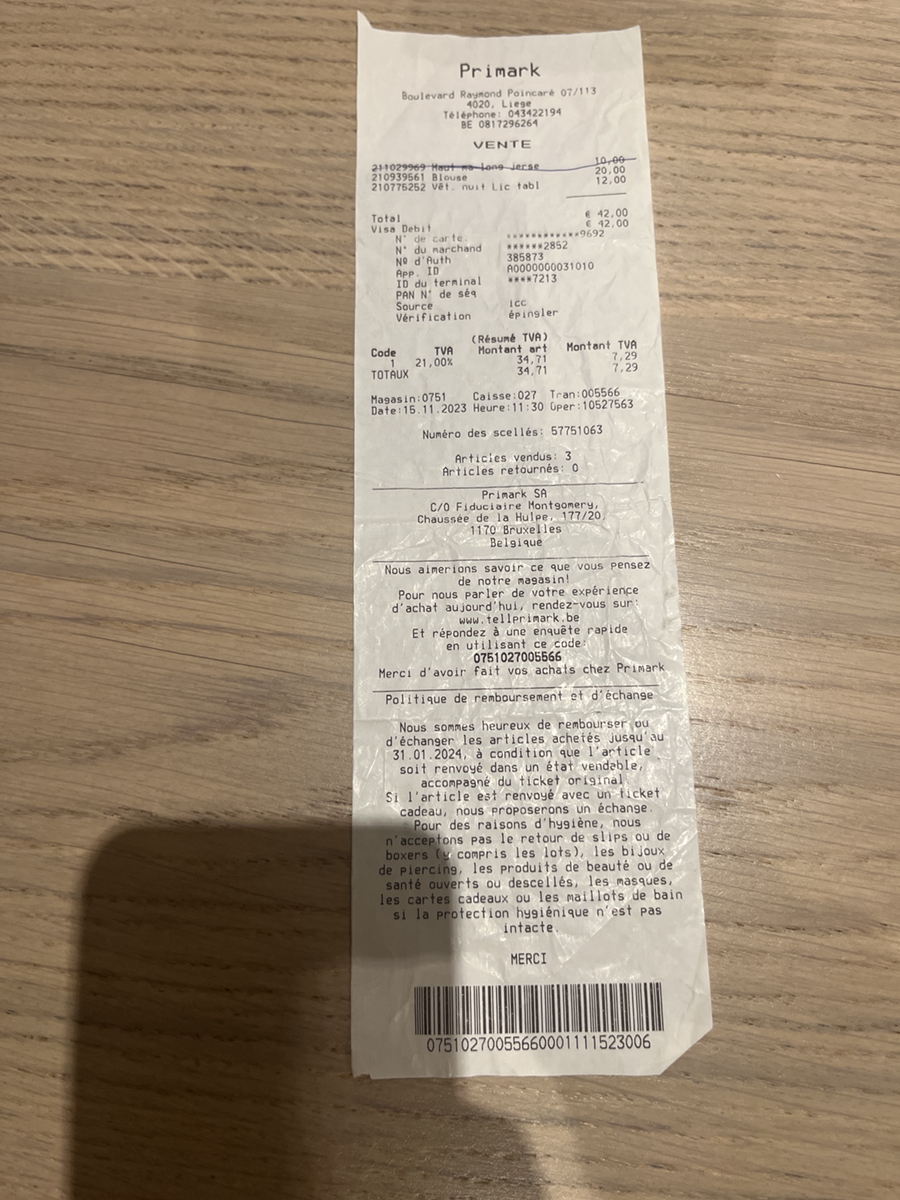 Primark
Boulevard Raymond Poincaré 07/113
4020, Liege
Téléphone: 043422194
BE 0817296264
VENTE
211029969 Haut ma long jerse 10,00
210939561 Blouse 20,00
210775252 Vêt. nuit Lic tabl 12,00
Total € 42,00
Visa Debit € 42,00
N° de carte. ************9692
N° du marchand ******2852
Nº d'Auth 385873
App. ID A0000000031010
ID du terminal ****7213
PAN N° de séq
Source icc
Vérification épingler
(Résumé TVA)
Code TVA Montant art Montant TVA
1 21,00% 34,71 7,29
TOTAUX 34,71 7,29
Magasin:0751 Caisse:027 Tran:005566
Date:15.11.2023 Heure:11:30 Oper:10527563
Numéro des scellés: 57751063
Articles vendus: 3
Articles retournés: 0
Primark SA
C/O Fiduciaire Montgomery,
Chaussée de la Hulpe, 177/20,
1170 Bruxelles
Belgique
Nous aimerions savoir ce que vous pensez
de notre magasin!
Pour nous parler de votre expérience
d'achat aujourd'hui, rendez-vous sur:
www.tellprimark.be
Et répondez à une enquête rapide
en utilisant ce code:
0751027005566
Merci d'avoir fait vos achats chez Primark
Politique de remboursement et d'échange
Nous sommes heureux de rembourser ou
d'échanger les articles achetés jusqu'au
31.01.2024, à condition que l'article
soit renvoyé dans un état vendable,
accompagné du ticket original
Si l'article est renvoyé avec un ticket
cadeau, nous proposerons un échange.
Pour des raisons d'hygiène, nous
n'acceptons pas le retour de slips ou de
boxers (y compris les lots), les bijoux
de piercing, les produits de beauté ou de
santé ouverts ou descellés, les masques,
les cartes cadeaux ou les maillots de bain
si la protection hygiénique n'est pas
intacte.
MERCI
07510270055660001111523006